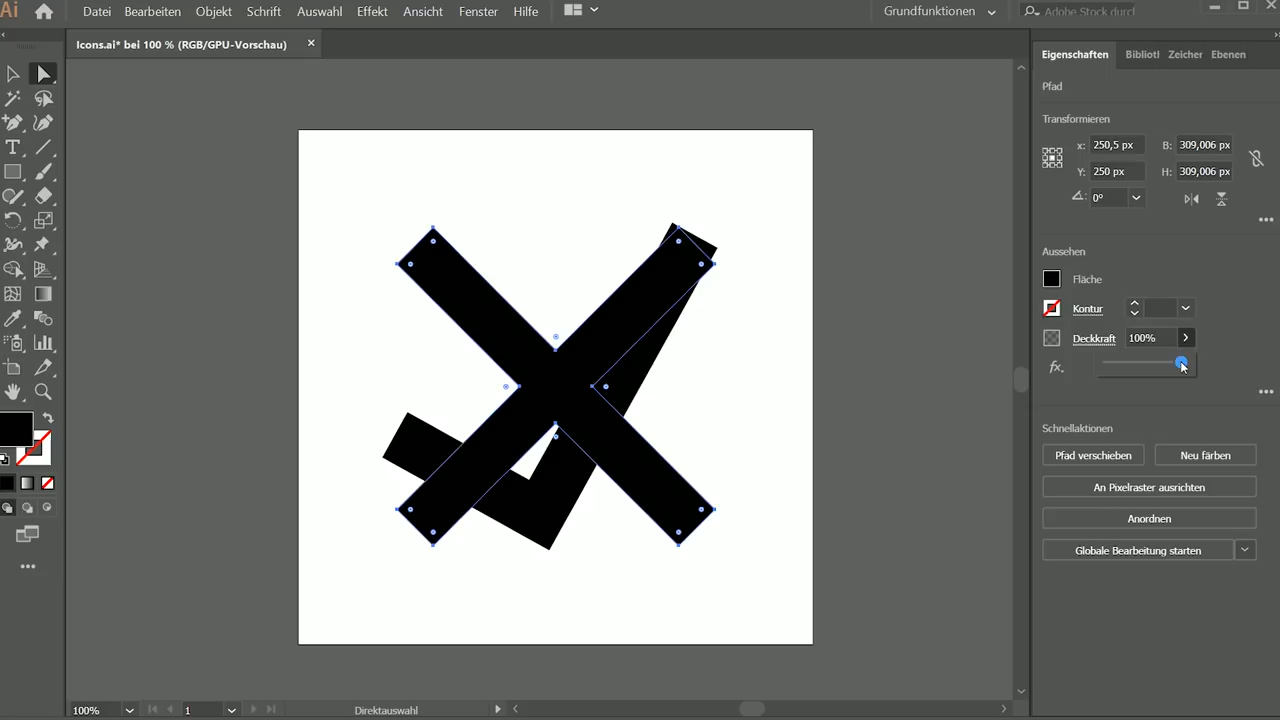 Ai Datei Bearbeiten Objekt Schrift Auswahl Effekt Ansicht Fenster Hilfe Grundfunktionen Adobe Stock durch
Icons.ai* bei 100 % (RGB/GPU-Vorschau) ×
Eigenschaften Bibliotl Zeicher Ebenen
Pfad
Transformieren
x: 250,5 px B: 309,006 px
Y: 250 px H: 309,006 px
0°
Aussehen
Fläche
Kontur
Deckkraft 100%
fx.
Schnellaktionen
Pfad verschieben Neu färben
An Pixelraster ausrichten
Anordnen
Globale Bearbeitung starten
100% 1 Direktauswahl